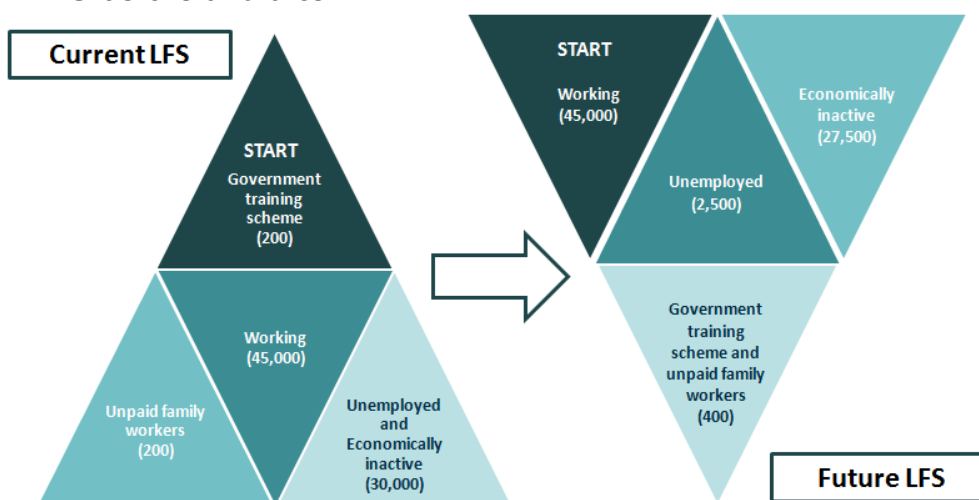 Current LFS
START
Government
training
scheme
(200)
Working
(45,000)
Unpaid family
workers
(200)
Unemployed
and
Economically
inactive
(30,000)
START
Working
(45,000)
Unemployed
(2,500)
Economically
inactive
(27,500)
Government
training
scheme and
unpaid family
workers
(400)
Future LFS